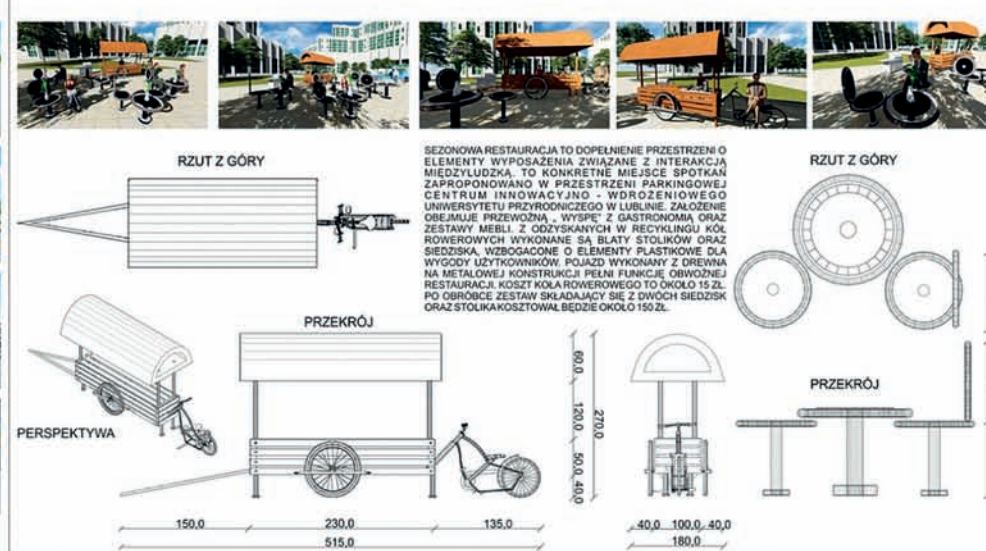 RZUT Z GÓRY
SEZONOWA RESTAURACJA TO DOPEŁNIENIE PRZESTRZENI O
ELEMENTY WYPOSAŻENIA ZWIĄZANE Z INTERAKCJĄ
MIĘDZYLUDZKĄ. TO KONKRETNE MIEJSCE SPOTKAŃ
ZAPROPONOWANO W PRZESTRZENI PARKINGOWEJ
CENTRUM INNOWACYJNO - WDROŻENIOWEGO
UNIWERSYTETU PRZYRODNICZEGO W LUBLINIE. ZAŁOŻENIE
OBEJMUJE PRZEWOŹNĄ „ WYSPĘ" Z GASTRONOMIĄ ORAZ
ZESTAWY MEBLI. Z ODZYSKANYCH W RECYKLINGU KÓŁ
ROWEROWYCH WYKONANE SĄ BLATY STOLIKÓW ORAZ
SIEDZISKA, WZBOGACONE O ELEMENTY PLASTIKOWE DLA
WYGODY UŻYTKOWNIKÓW. POJAZD WYKONANY Z DREWNA
NA METALOWEJ KONSTRUKCJI PEŁNI FUNKCJĘ OBWOŹNEJ
RESTAURACJI. KOSZT KOŁA ROWEROWEGO TO OKOŁO 15 ZŁ.
PO OBRÓBCE ZESTAW SKŁADAJĄCY SIĘ Z DWÓCH SIEDZISK
ORAZ STOLIKA KOSZTOWAŁ BĘDZIE OKOŁO 150 ZŁ.
RZUT Z GÓRY
PRZEKRÓJ
PERSPEKTYWA
60,0
120,0
50,0
40,0
270,0
PRZEKRÓJ
150,0
230,0
135,0
515,0
40,0
100,0
40,0
180,0